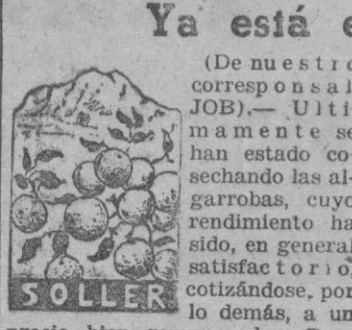 Ya está e
(De nuestro
corresponsal
JOB).— Ulti
mamente se
han estado co-
sechando las al-
garrobas, cuyo
rendimiento ha
sido, en general
satisfactorio,
cotizándose, por
lo demás, a un
SOLLER